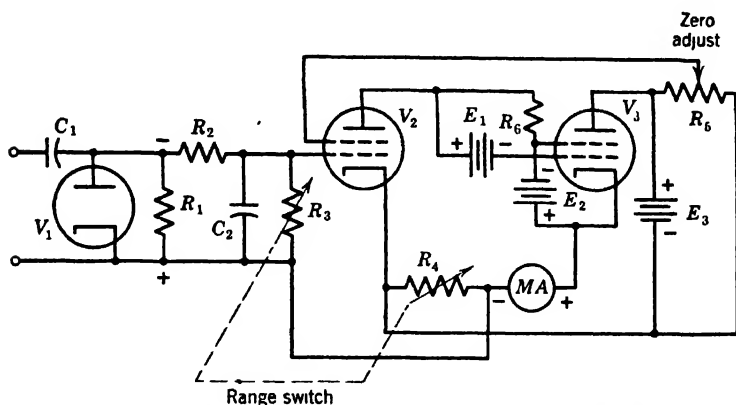 Zero
adjust
V2
V3
C1
R2
E1
R6
R5
V1
R1
C2
R3
E2
E3
R4
MA
Range switch